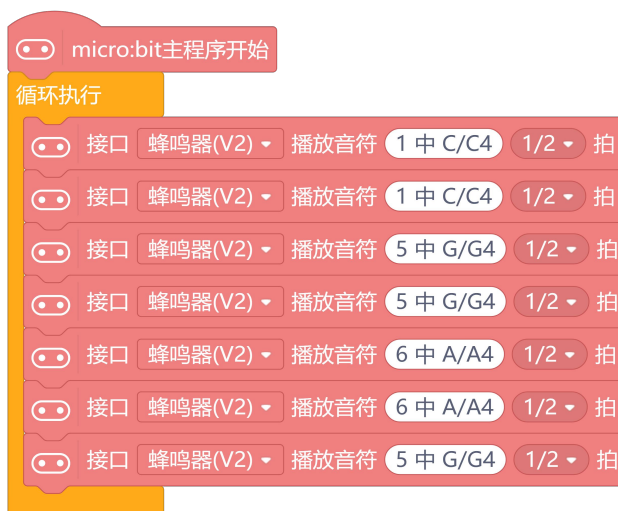 micro:bit主程序开始
循环执行
接口 蜂鸣器(V2) 播放音符 1 中 C/C4 1/2 拍
接口 蜂鸣器(V2) 播放音符 1 中 C/C4 1/2 拍
接口 蜂鸣器(V2) 播放音符 5 中 G/G4 1/2 拍
接口 蜂鸣器(V2) 播放音符 5 中 G/G4 1/2 拍
接口 蜂鸣器(V2) 播放音符 6 中 A/A4 1/2 拍
接口 蜂鸣器(V2) 播放音符 6 中 A/A4 1/2 拍
接口 蜂鸣器(V2) 播放音符 5 中 G/G4 1/2 拍